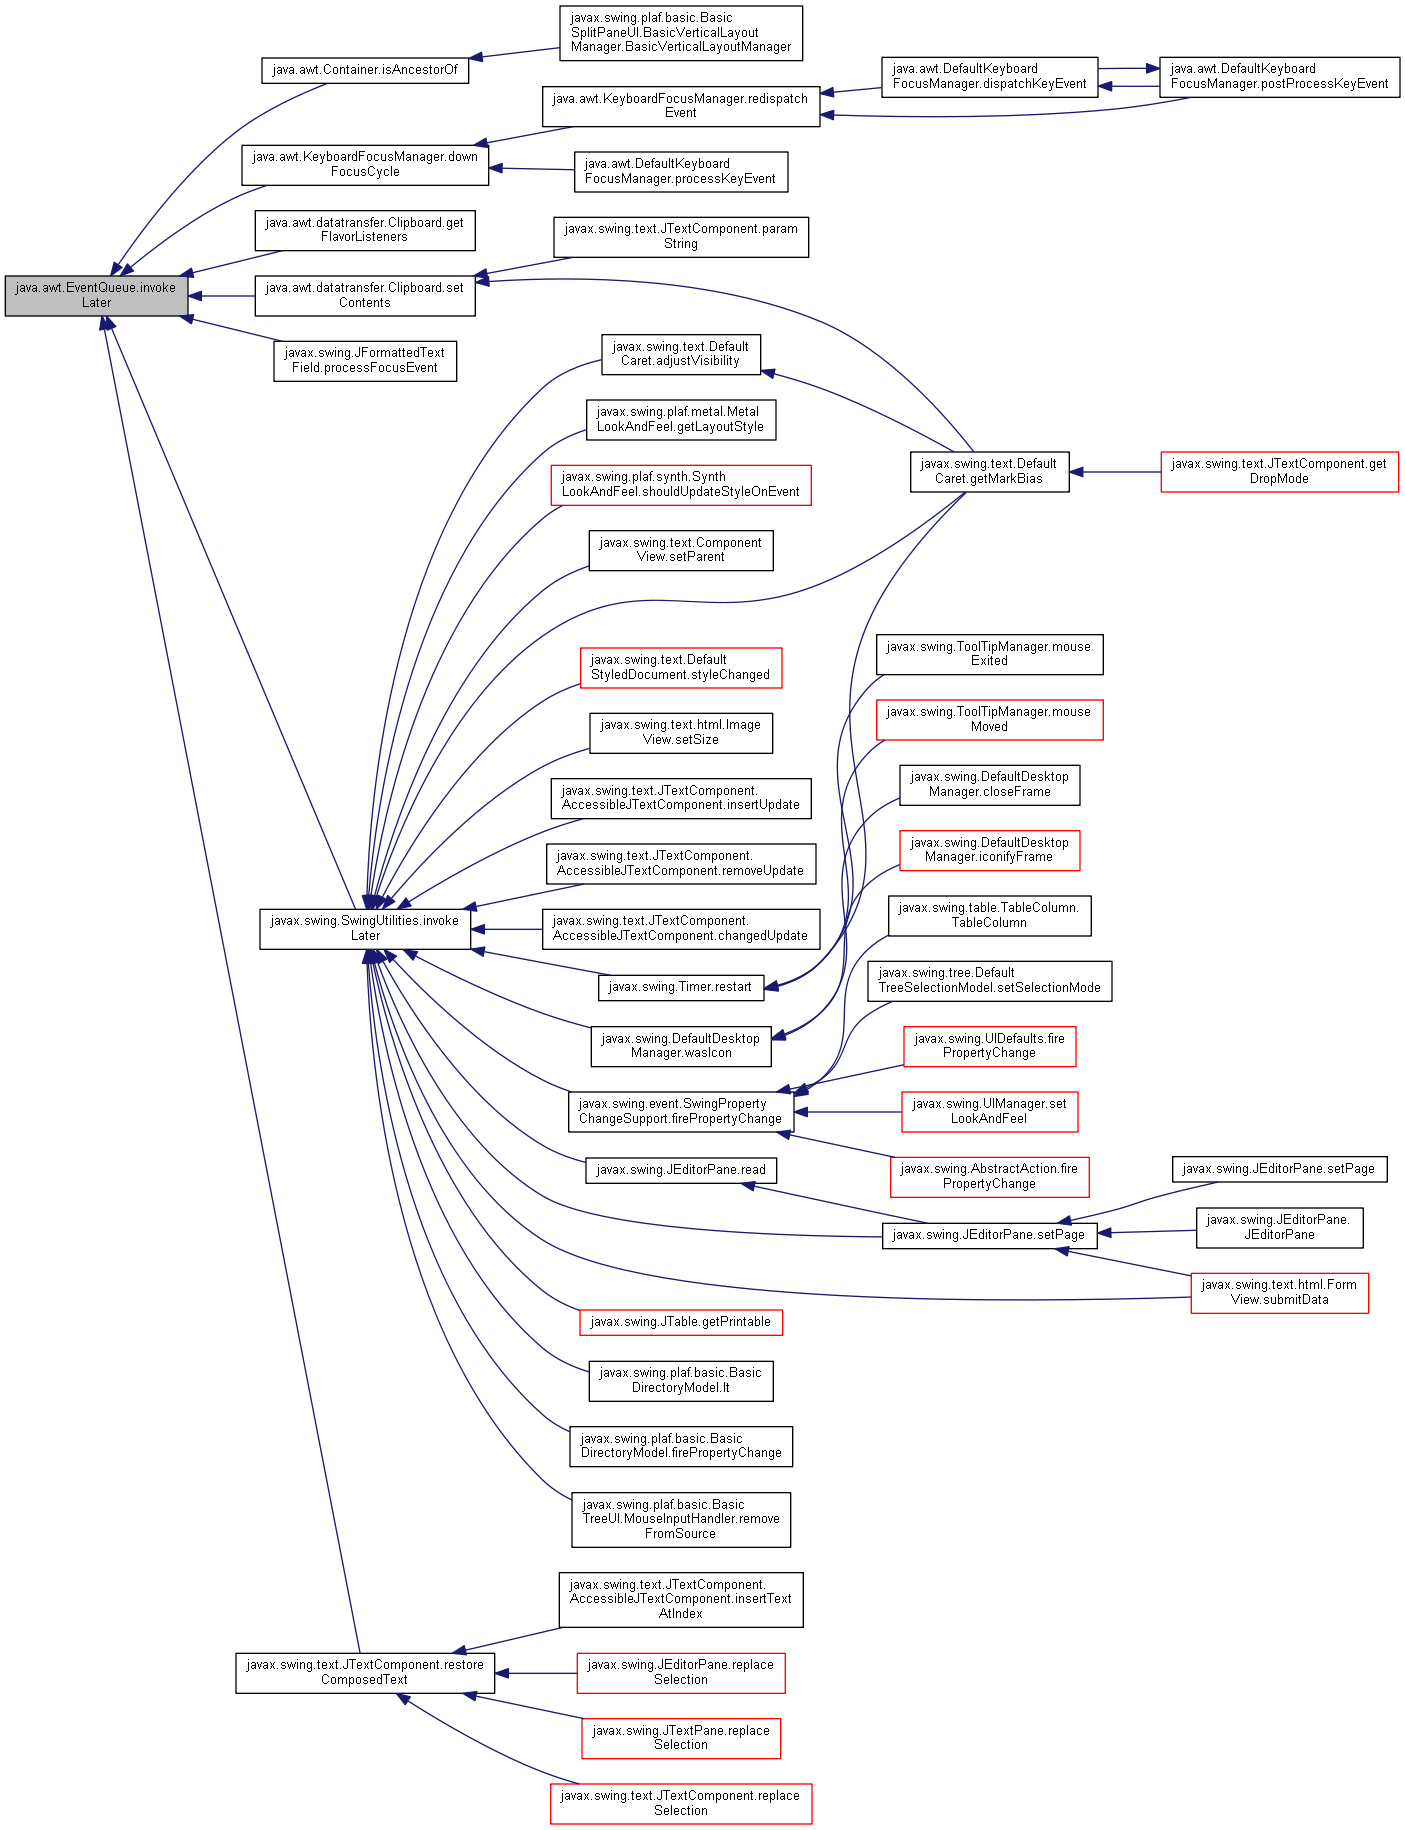 javax.swing.plaf.basic.Basic
SplitPaneUI.BasicVerticalLayout
Manager.BasicVerticalLayoutManager
java.awt.Container.isAncestorOf
java.awt.DefaultKeyboard
FocusManager.dispatchKeyEvent
java.awt.DefaultKeyboard
FocusManager.postProcessKeyEvent
java.awt.KeyboardFocusManager.redispatch
Event
java.awt.KeyboardFocusManager.down
FocusCycle
java.awt.DefaultKeyboard
FocusManager.processKeyEvent
java.awt.datatransfer.Clipboard.get
FlavorListeners
javax.swing.text.JTextComponent.param
String
java.awt.EventQueue.invoke
Later
java.awt.datatransfer.Clipboard.set
Contents
javax.swing.JFormattedText
Field.processFocusEvent
javax.swing.text.Default
Caret.adjustVisibility
javax.swing.plaf.metal.Metal
LookAndFeel.getLayoutStyle
javax.swing.plaf.synth.Synth
LookAndFeel.shouldUpdateStyleOnEvent
javax.swing.text.Default
Caret.getMarkBias
javax.swing.text.JTextComponent.get
DropMode
javax.swing.text.Component
View.setParent
javax.swing.ToolTipManager.mouse
Exited
javax.swing.text.Default
StyledDocument.styleChanged
javax.swing.ToolTipManager.mouse
Moved
javax.swing.text.html.Image
View.setSize
javax.swing.DefaultDesktop
Manager.closeFrame
javax.swing.text.JTextComponent.
AccessibleJTextComponent.insertUpdate
javax.swing.DefaultDesktop
Manager.iconifyFrame
javax.swing.text.JTextComponent.
AccessibleJTextComponent.removeUpdate
javax.swing.table.TableColumn.
TableColumn
javax.swing.SwingUtilities.invoke
Later
javax.swing.text.JTextComponent.
AccessibleJTextComponent.changedUpdate
javax.swing.tree.Default
TreeSelectionModel.setSelectionMode
javax.swing.Timer.restart
javax.swing.DefaultDesktop
Manager.wasIcon
javax.swing.UIDefaults.fire
PropertyChange
javax.swing.event.SwingProperty
ChangeSupport.firePropertyChange
javax.swing.UIManager.set
LookAndFeel
javax.swing.JEditorPane.read
javax.swing.AbstractAction.fire
PropertyChange
javax.swing.JEditorPane.setPage
javax.swing.JEditorPane.setPage
javax.swing.JEditorPane.
JEditorPane
javax.swing.text.html.Form
View.submitData
javax.swing.JTable.getPrintable
javax.swing.plaf.basic.Basic
DirectoryModel.lt
javax.swing.plaf.basic.Basic
DirectoryModel.firePropertyChange
javax.swing.plaf.basic.Basic
TreeUI.MouseInputHandler.remove
FromSource
javax.swing.text.JTextComponent.
AccessibleJTextComponent.insertText
AtIndex
javax.swing.text.JTextComponent.restore
ComposedText
javax.swing.JEditorPane.replace
Selection
javax.swing.JTextPane.replace
Selection
javax.swing.text.JTextComponent.replace
Selection